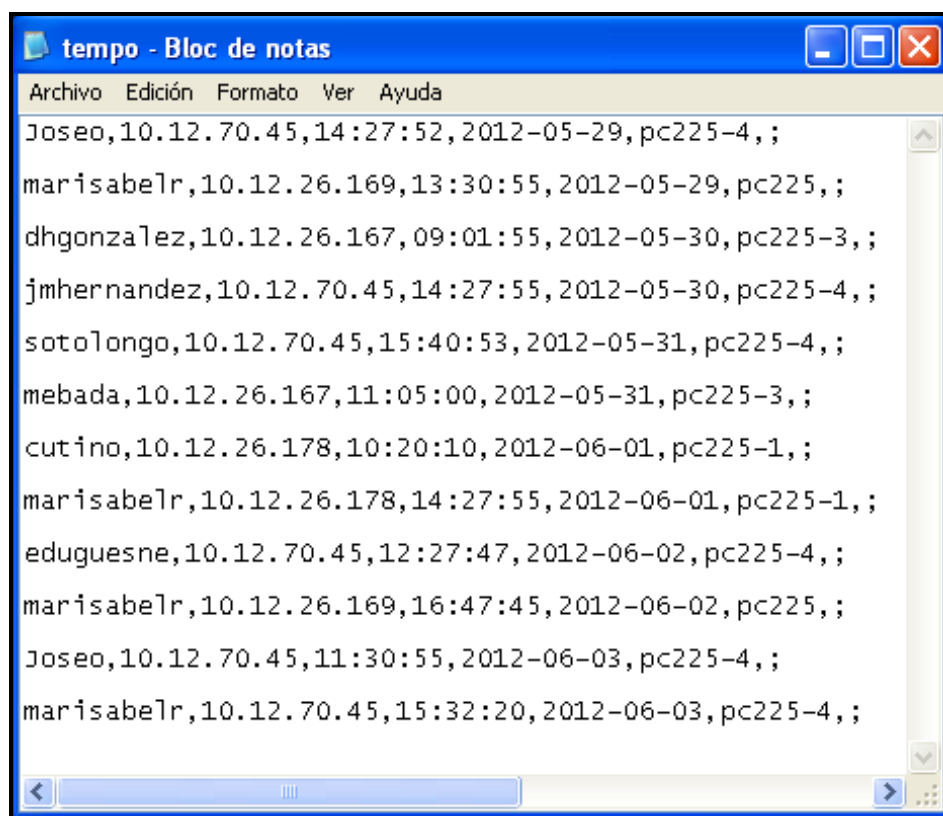 tempo - Bloc de notas
Archivo Edición Formato Ver Ayuda
Joseo,10.12.70.45,14:27:52,2012-05-29,pc225-4,;
marisabelr,10.12.26.169,13:30:55,2012-05-29,pc225,;
dhgonzalez,10.12.26.167,09:01:55,2012-05-30,pc225-3,;
jmhernandez,10.12.70.45,14:27:55,2012-05-30,pc225-4,;
sotolongo,10.12.70.45,15:40:53,2012-05-31,pc225-4,;
mebada,10.12.26.167,11:05:00,2012-05-31,pc225-3,;
cutino,10.12.26.178,10:20:10,2012-06-01,pc225-1,;
marisabelr,10.12.26.178,14:27:55,2012-06-01,pc225-1,;
eduguesne,10.12.70.45,12:27:47,2012-06-02,pc225-4,;
marisabelr,10.12.26.169,16:47:45,2012-06-02,pc225,;
Joseo,10.12.70.45,11:30:55,2012-06-03,pc225-4,;
marisabelr,10.12.70.45,15:32:20,2012-06-03,pc225-4,;